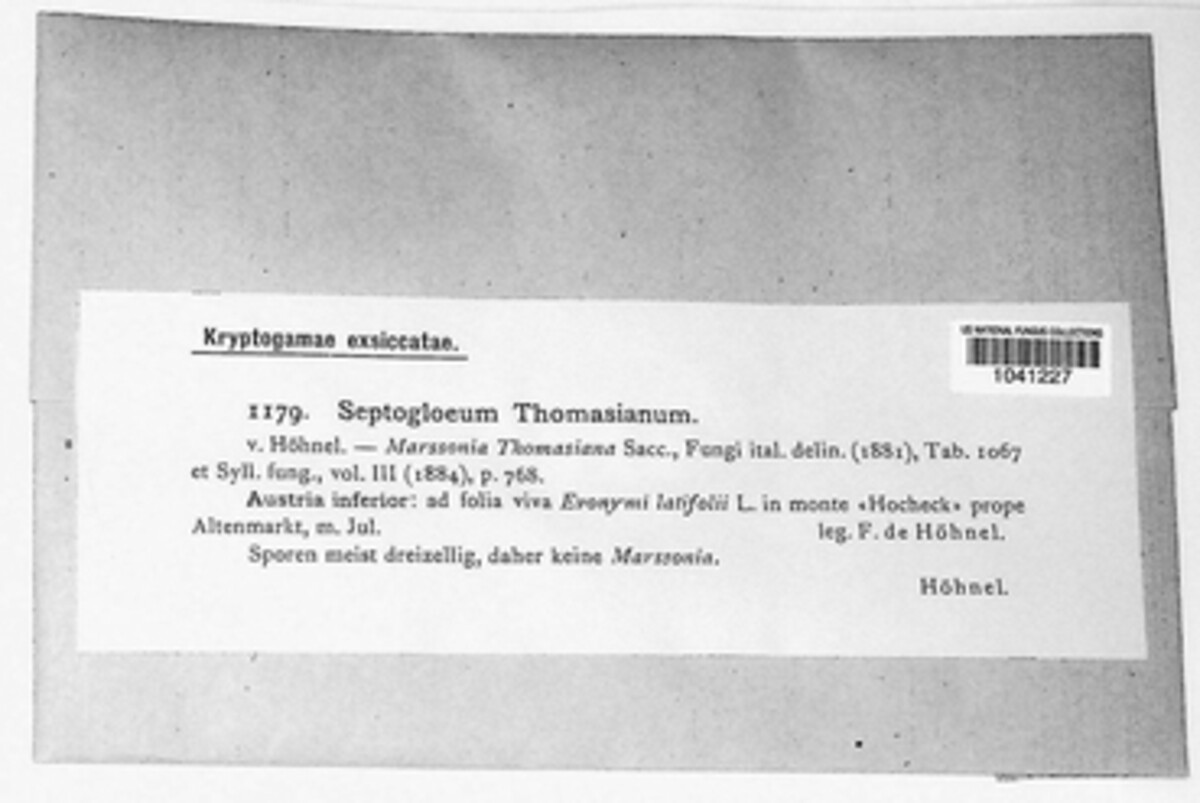 Kryptogamae exsiccatae.
US NATIONAL FUNGUS COLLECTIONS
1041227
1179. Septogloeum Thomasianum.
v. Höhnel. — Marssonia Thomasiana Sacc., Fungi ital. delin. (1881), Tab. 1067
et Syll. fung., vol. III (1884), p. 768.
Austria inferior: ad folia viva Evonymi latifolii L. in monte «Hocheck» prope
Altenmarkt, m. Jul. leg. F. de Höhnel.
Sporen meist dreizellig, daher keine Marssonia.
Höhnel.